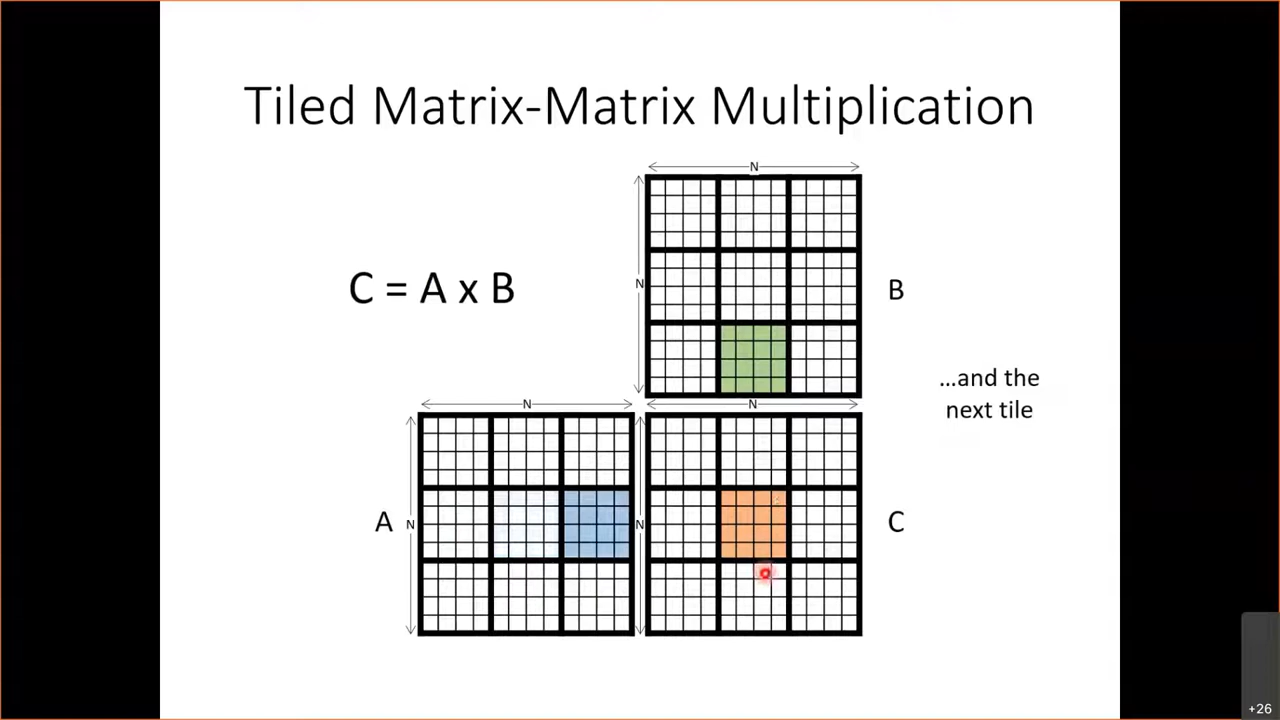 Tiled Matrix-Matrix Multiplication
N
C = A x B
N
B
…and the
next tile
N
N
A
N
N
C
+26